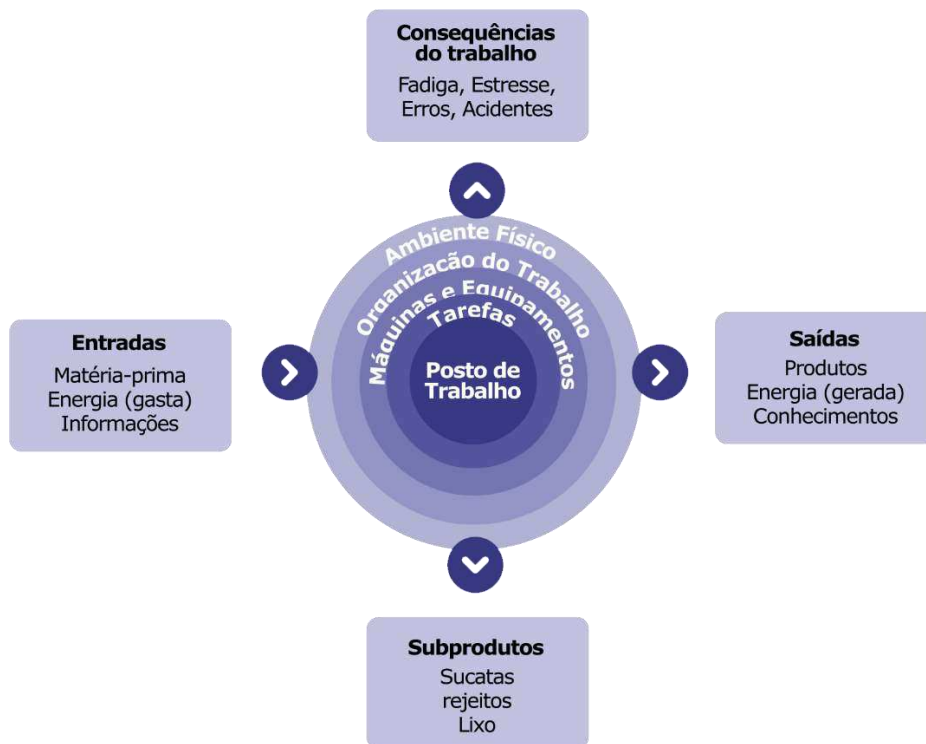 Consequências
do trabalho
Fadiga, Estresse,
Erros, Acidentes
Ambiente Físico
Organização do Trabalho
Máquinas e Equipamentos
Tarefas
Posto de
Trabalho
Entradas
Matéria-prima
Energia (gasta)
Informações
Saídas
Produtos
Energia (gerada)
Conhecimentos
Subprodutos
Sucatas
rejeitos
Lixo